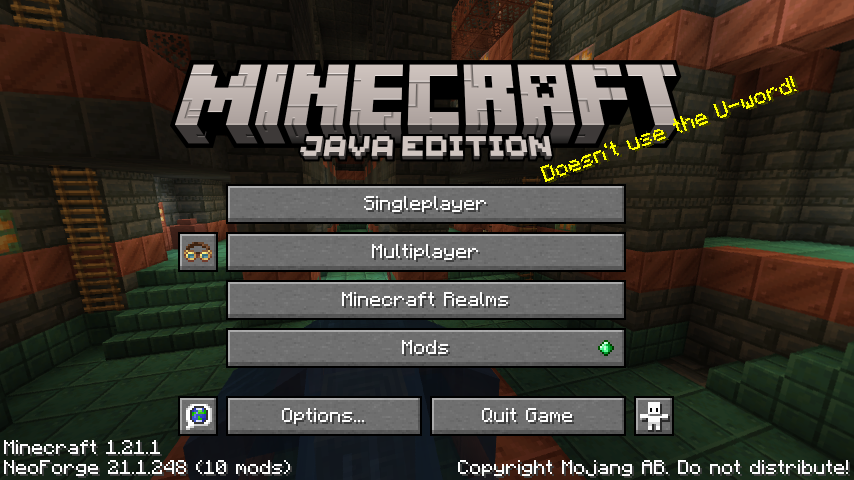 MINECRAFT
JAVA EDITION
Doesn't use the U-word!
Singleplayer
Multiplayer
Minecraft Realms
Mods
Options...
Quit Game
Minecraft 1.21.1
NeoForge 21.1.248 (10 mods)
Copyright Mojang AB. Do not distribute!